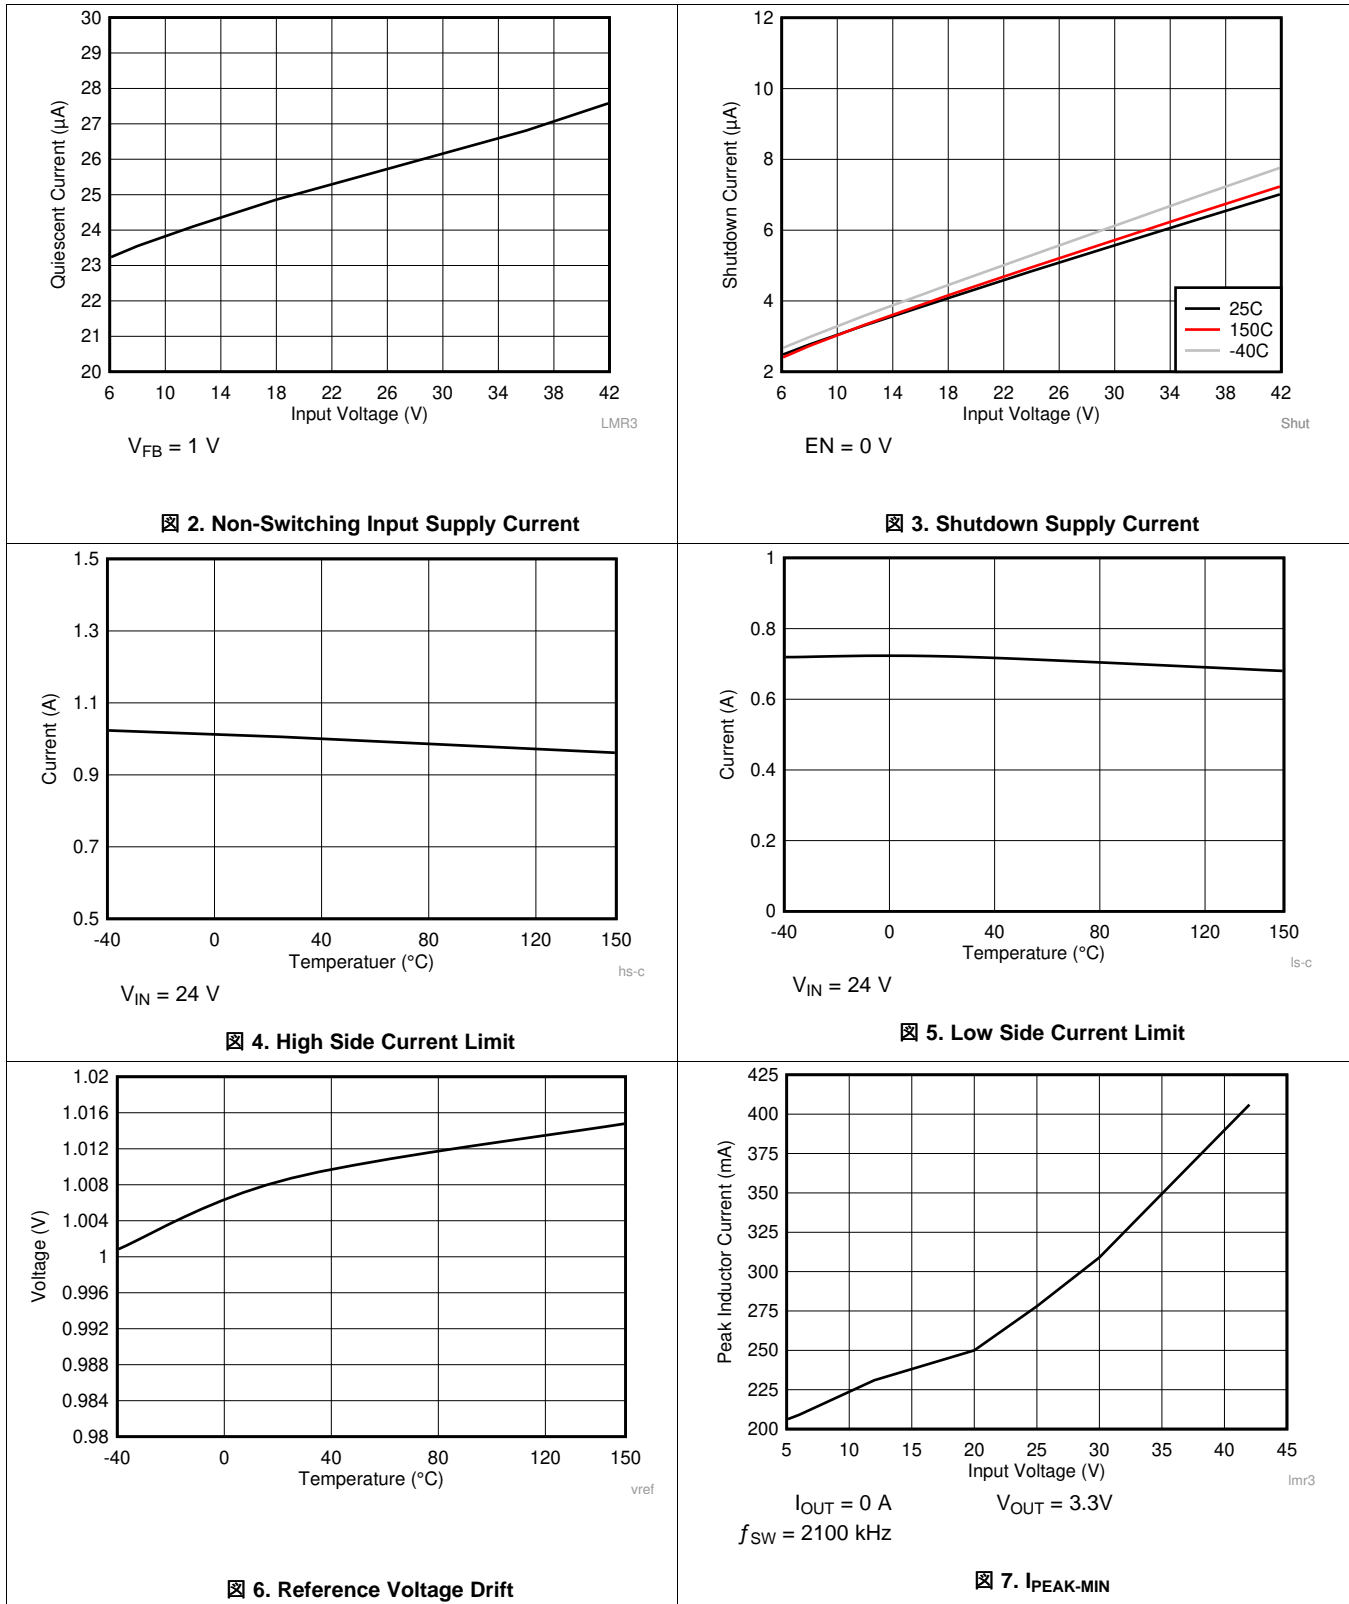 30
29
28
27
26
25
24
23
22
21
20
Quiescent Current (µA)
6 10 14 18 22 26 30 34 38 42
Input Voltage (V)
LMR3
V_FB = 1 V
図 2. Non-Switching Input Supply Current
12
10
8
6
4
2
Shutdown Current (µA)
25C
150C
-40C
6 10 14 18 22 26 30 34 38 42
Input Voltage (V)
Shut
EN = 0 V
図 3. Shutdown Supply Current
1.5
1.3
1.1
0.9
0.7
0.5
Current (A)
-40 0 40 80 120 150
Temperatuer (°C)
hs-c
V_IN = 24 V
図 4. High Side Current Limit
1
0.8
0.6
0.4
0.2
0
Current (A)
-40 0 40 80 120 150
Temperature (°C)
ls-c
V_IN = 24 V
図 5. Low Side Current Limit
1.02
1.016
1.012
1.008
1.004
1
0.996
0.992
0.988
0.984
0.98
Voltage (V)
-40 0 40 80 120 150
Temperature (°C)
vref
図 6. Reference Voltage Drift
425
400
375
350
325
300
275
250
225
200
Peak Inductor Current (mA)
5 10 15 20 25 30 35 40 45
Input Voltage (V)
lmr3
I_OUT = 0 A V_OUT = 3.3V
ƒ_SW = 2100 kHz
図 7. I_PEAK-MIN